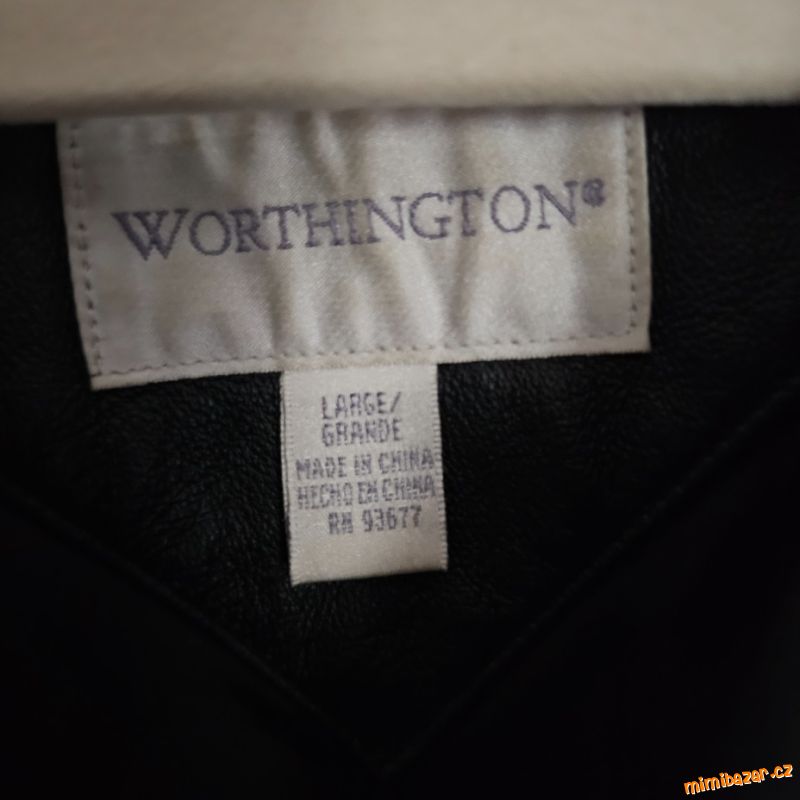 WORTHINGTON®
LARGE/
GRANDE
MADE IN CHINA
HECHO EN CHINA
RN 93677
mimibazar.cz